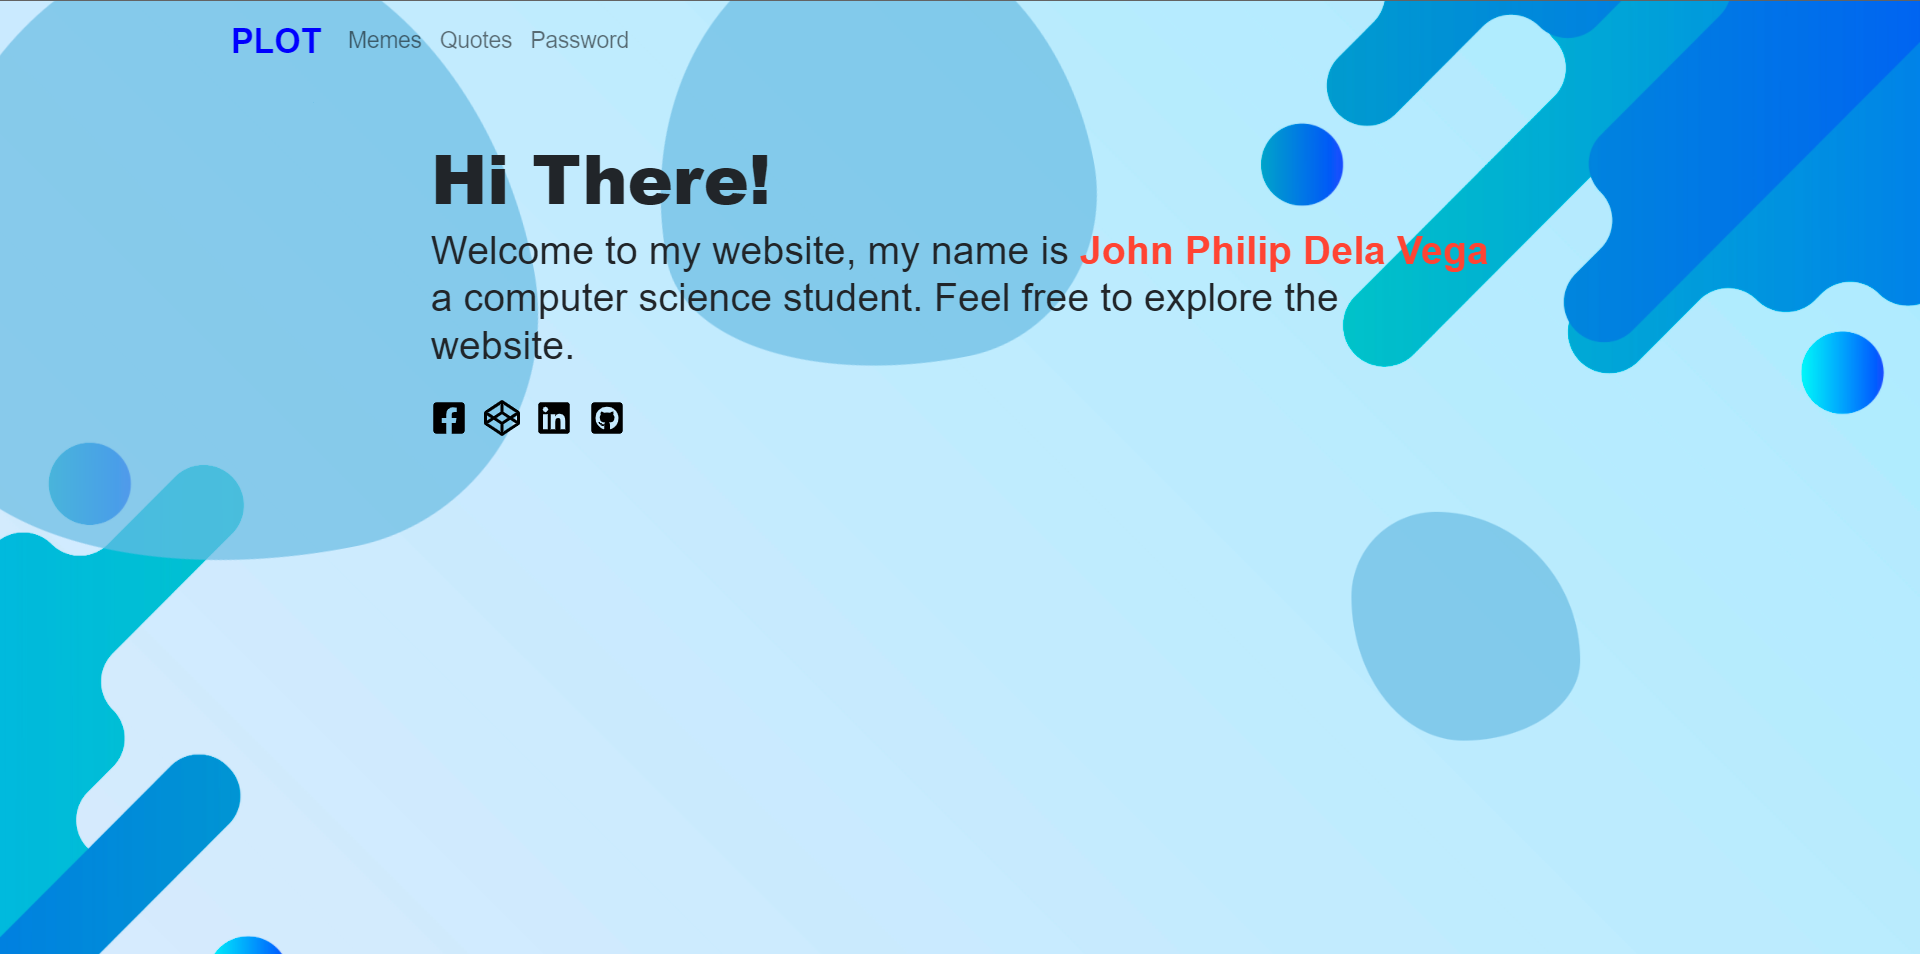 PLOT Memes Quotes Password
Hi There!
Welcome to my website, my name is John Philip Dela Vega
a computer science student. Feel free to explore the
website.